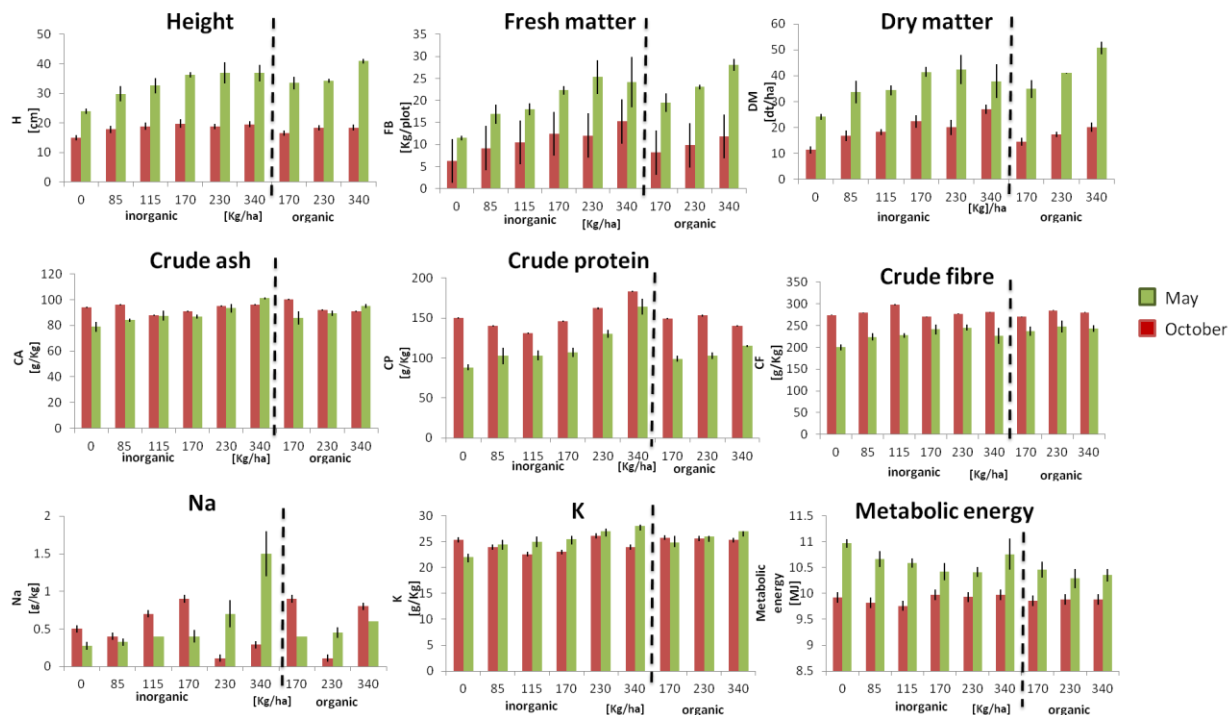 Height
Fresh matter
Dry matter
60
50
40
30
20
10
0
H
[cm]
0 85 115 170 230 340 170 230 340
inorganic [Kg/ha] organic
35
30
25
20
15
10
5
0
FB
[Kg/plot]
0 85 115 170 230 340 170 230 340
inorganic [Kg/ha] organic
60
50
40
30
20
10
0
DM
[dt/ha]
0 85 115 170 230 340 170 230 340
inorganic [Kg]/ha organic
Crude ash
Crude protein
Crude fibre
120
100
80
60
40
20
0
CA
[g/Kg]
0 85 115 170 230 340 170 230 340
inorganic [Kg/ha] organic
200
150
100
50
0
CP
[g/Kg]
0 85 115 170 230 340 170 230 340
inorganic [Kg/ha] organic
350
300
250
200
150
100
50
0
CF
[g/Kg]
0 85 115 170 230 340 170 230 340
inorganic [Kg/ha] organic
May
October
Na
K
Metabolic energy
2
1.5
1
0.5
0
Na
[g/Kg]
0 85 115 170 230 340 170 230 340
inorganic [Kg/ha] organic
30
25
20
15
10
5
0
K
[g/Kg]
0 85 115 170 230 340 170 230 340
inorganic [Kg/ha] organic
11.5
11
10.5
10
9.5
9
8.5
Metabolic
energy
[MJ]
0 85 115 170 230 340 170 230 340
inorganic [Kg/ha] organic